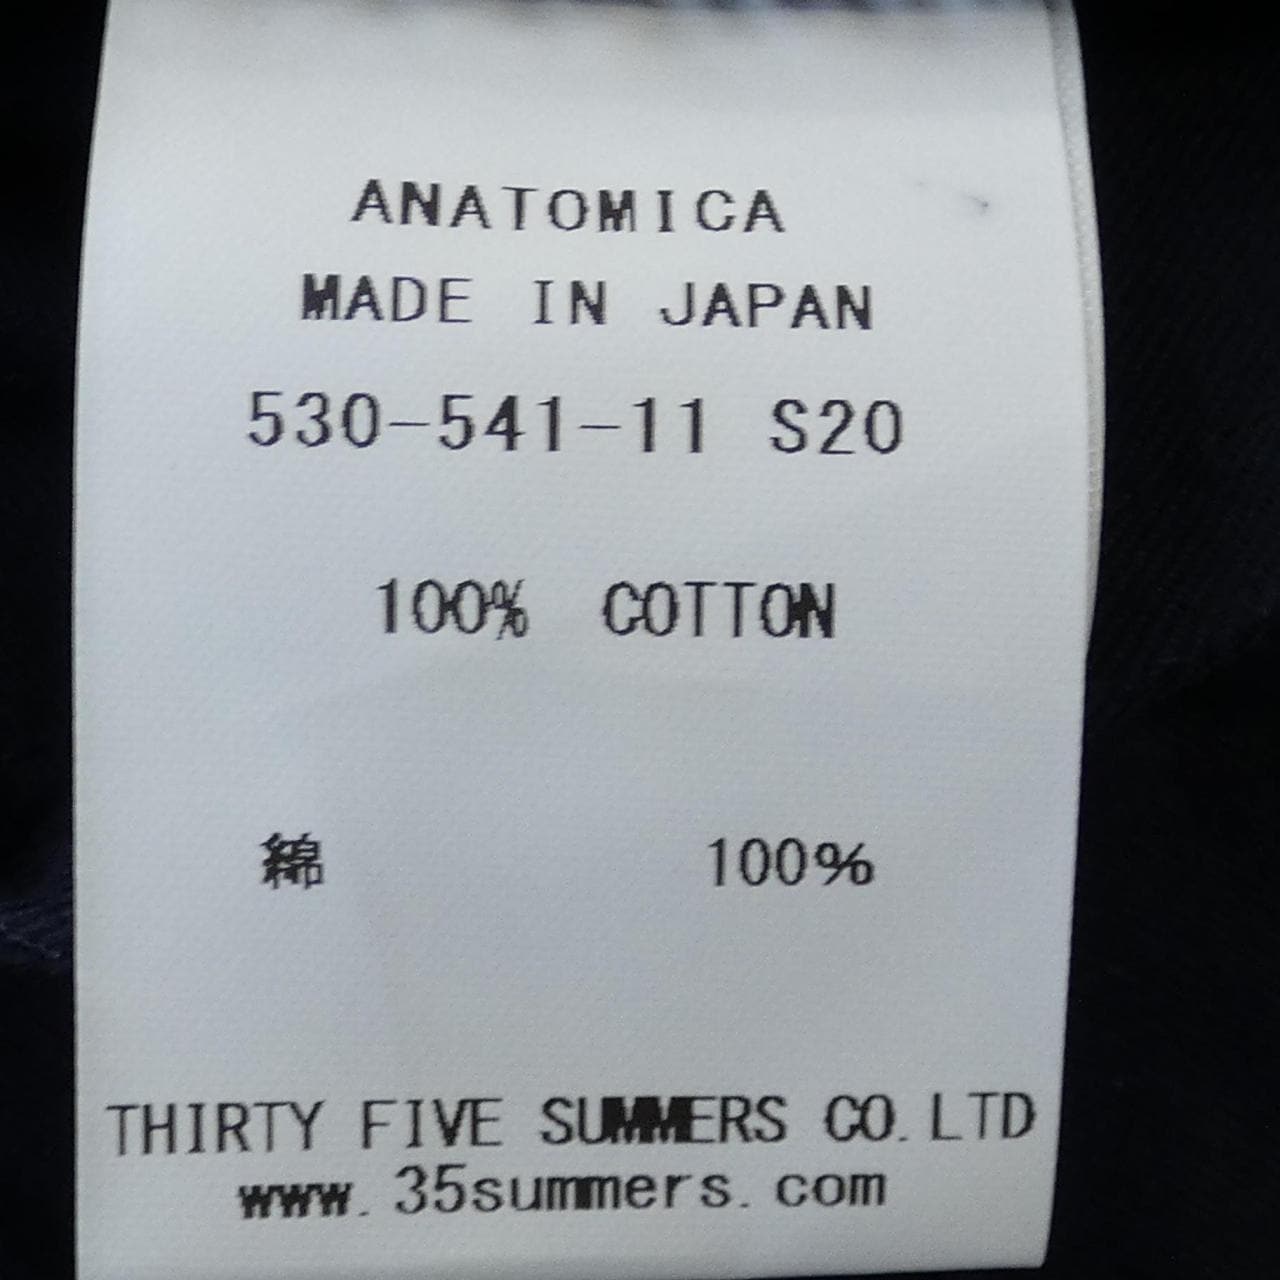 ANATOMICA
MADE IN JAPAN
530-541-11 S20
100% COTTON
綿 100%
THIRTY FIVE SUMMERS CO.LTD
www.35summers.com